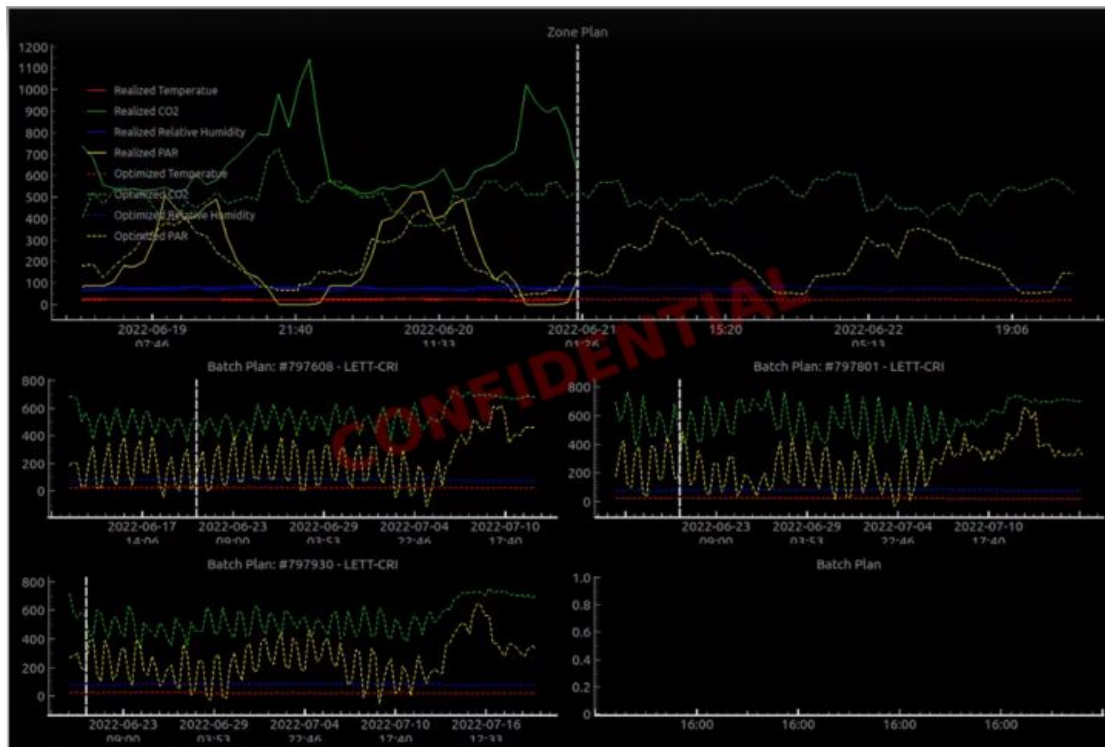 Zone Plan
1200
1100
1000
900
800
700
600
500
400
300
200
100
0
Realized Temperatue
Realized CO2
Realized Relative Humidity
Realized PAR
Optimized Temperature
Optimized CO2
Optimized Relative Humidity
Optimized PAR
2022-06-19 21:40 2022-06-20 2022-06-21 15:20 2022-06-22 19:06
07:46 11:33 01:26 05:13
CONFIDENTIAL
Batch Plan: #797608 - LETT-CRI
800
600
400
200
0
2022-06-17 2022-06-23 2022-06-29 2022-07-04 2022-07-10
14:06 09:00 03:53 22:46 17:40
Batch Plan: #797801 - LETT-CRI
800
600
400
200
0
2022-06-23 2022-06-29 2022-07-04 2022-07-10
09:00 03:53 22:46 17:40
Batch Plan: #797930 - LETT-CRI
800
600
400
200
0
2022-06-23 2022-06-29 2022-07-04 2022-07-10 2022-07-16
09:00 03:53 22:46 17:40 12:33
Batch Plan
1.0
0.8
0.6
0.4
0.2
0
16:00 16:00 16:00 16:00